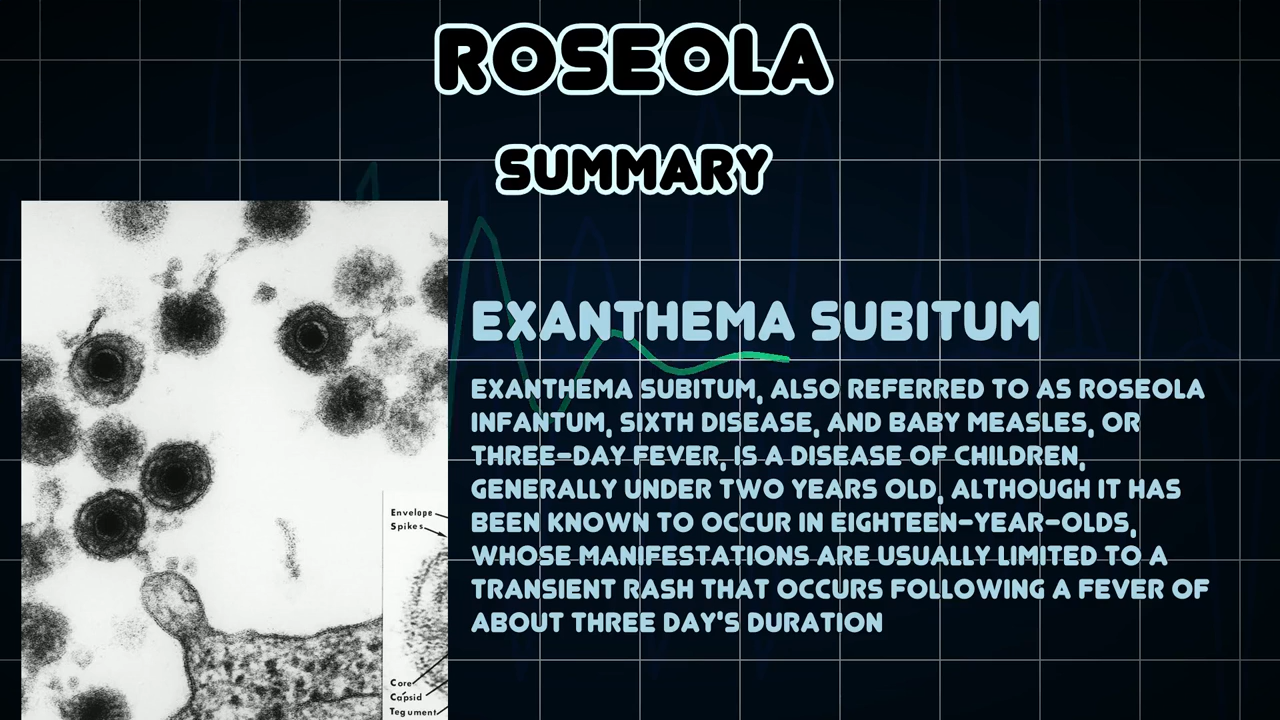 ROSEOLA
SUMMARY
EXANTHEMA SUBITUM
EXANTHEMA SUBITUM, ALSO REFERRED TO AS ROSEOLA
INFANTUM, SIXTH DISEASE, AND BABY MEASLES, OR
THREE-DAY FEVER, IS A DISEASE OF CHILDREN,
GENERALLY UNDER TWO YEARS OLD, ALTHOUGH IT HAS
BEEN KNOWN TO OCCUR IN EIGHTEEN-YEAR-OLDS,
WHOSE MANIFESTATIONS ARE USUALLY LIMITED TO A
TRANSIENT RASH THAT OCCURS FOLLOWING A FEVER OF
ABOUT THREE DAY'S DURATION
Envelope
Spikes
Core
Capsid
Tegument